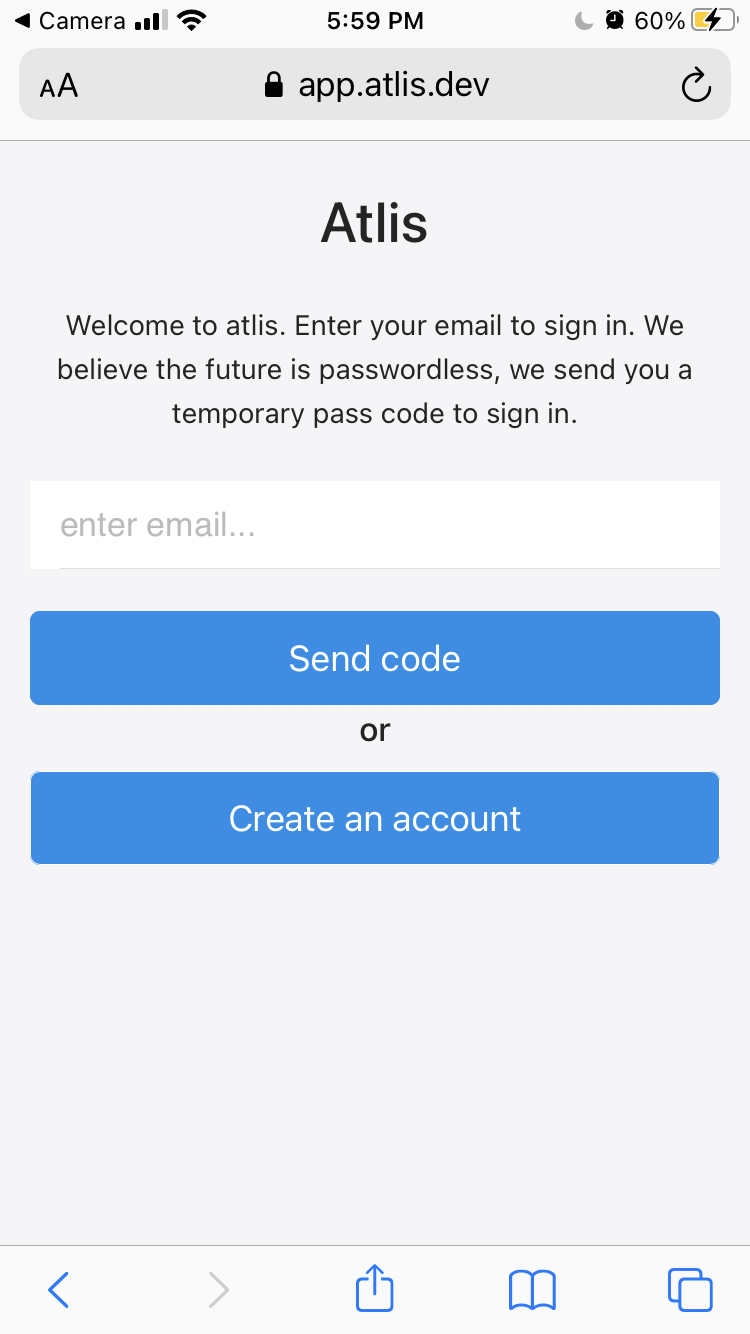 Camera 5:59 PM 60%
AA app.atlis.dev
Atlis
Welcome to atlis. Enter your email to sign in. We
believe the future is passwordless, we send you a
temporary pass code to sign in.
enter email...
Send code
or
Create an account